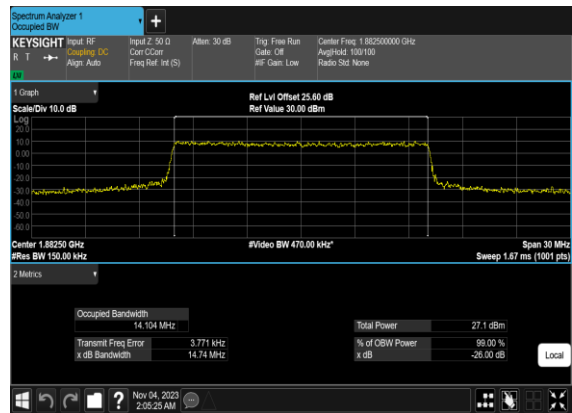 Spectrum Analyzer 1
Occupied BW
+
KEYSIGHT Input: RF Input Z: 50 Ω Atten: 30 dB Trig: Free Run Center Freq: 1.882500000 GHz
R T Coupling: DC Corr CCorr Gate: Off Avg|Hold: 100/100
Align: Auto Freq Ref: Int (S) #IF Gain: Low Radio Std: None
LW
1 Graph
Ref Lvl Offset 25.60 dB
Scale/Div 10.0 dB Ref Value 30.00 dBm
Log
20.0
10.0
0.00
-10.0
-20.0
-30.0
-40.0
-50.0
-60.0
Center 1.88250 GHz #Video BW 470.00 kHz* Span 30 MHz
#Res BW 150.00 kHz Sweep 1.67 ms (1001 pts)
2 Metrics
Occupied Bandwidth
14.104 MHz Total Power 27.1 dBm
Transmit Freq Error 3.771 kHz % of OBW Power 99.00 %
x dB Bandwidth 14.74 MHz x dB -26.00 dB
Local
? Nov 04, 2023
2:05:25 AM